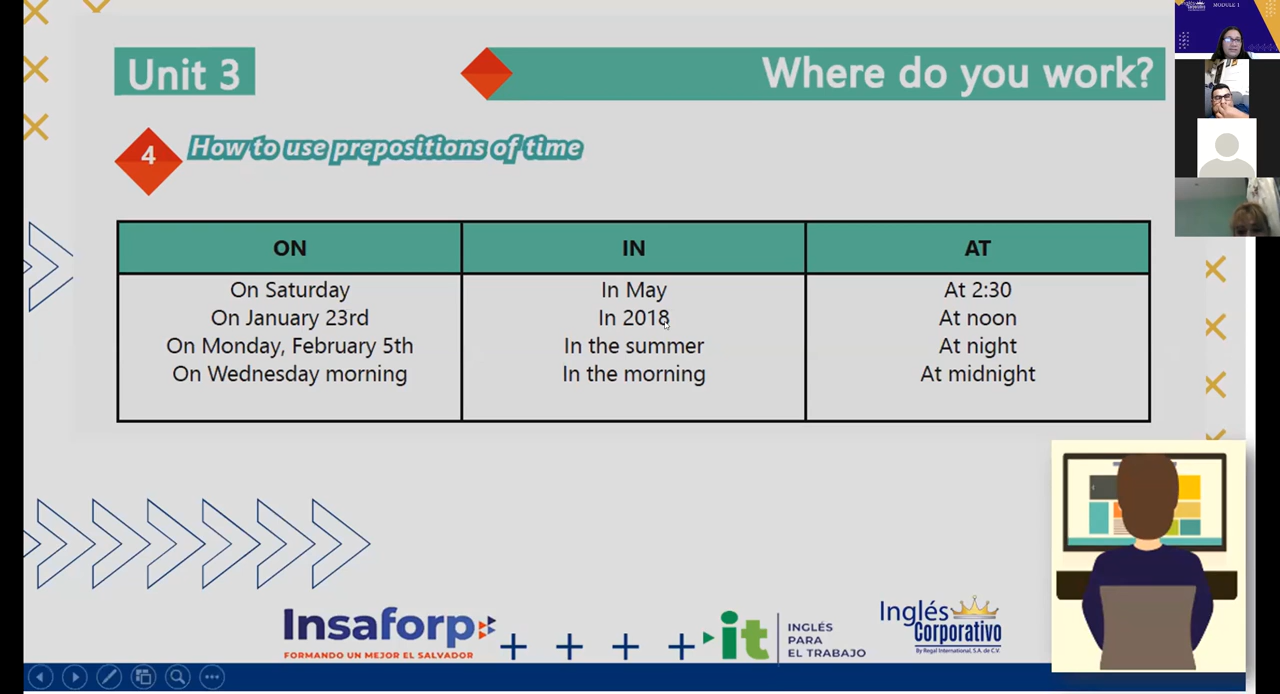 Unit 3
Where do you work?
4
How to use prepositions of time
ON
IN
AT
On Saturday
In May
At 2:30
On January 23rd
In 2018
At noon
On Monday, February 5th
In the summer
At night
On Wednesday morning
In the morning
At midnight
Insaforp
FORMANDO UN MEJOR EL SALVADOR
it
INGLÉS
PARA
EL TRABAJO
Inglés
Corporativo
By Regal International, S.A. de C.V.
MODULE 1